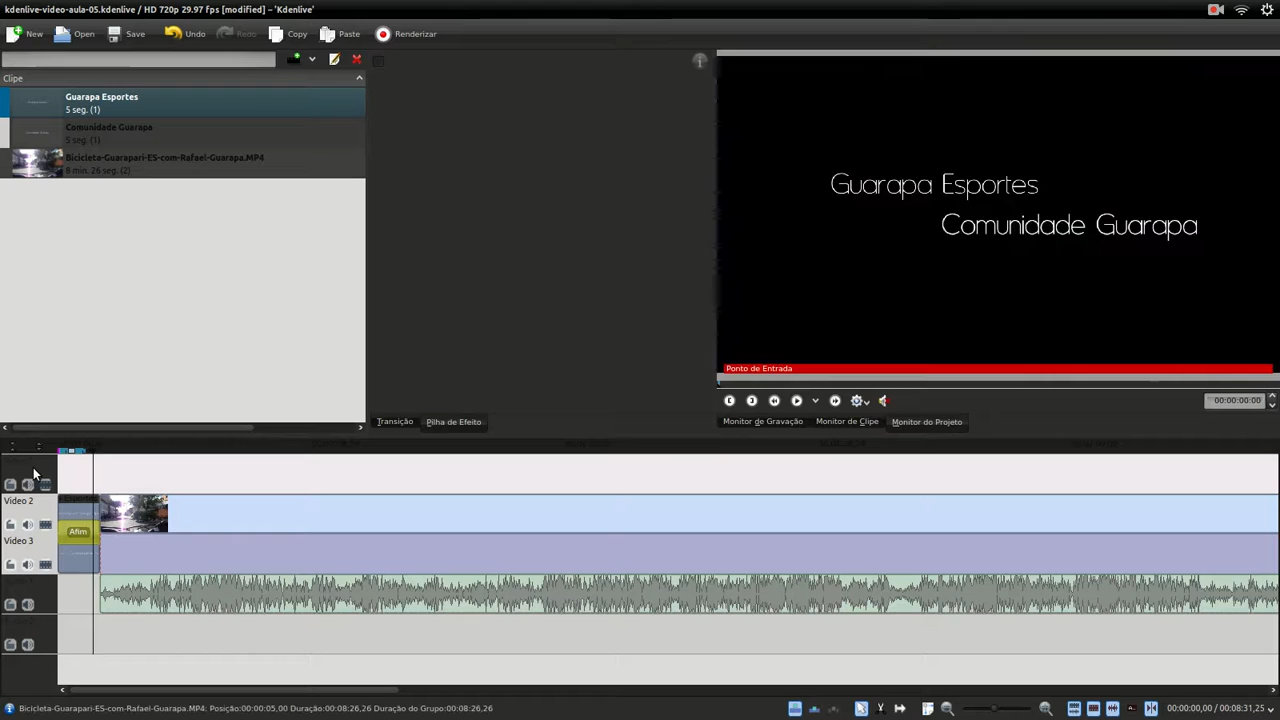 kdenlive-video-aula-05.kdenlive / HD 720p 29.97 fps [modified] – 'Kdenlive'
New Open Save Undo Redo Copy Paste Renderizar
Clipe
Guarapa Esportes
5 seg. (1)
Comunidade Guarapa
5 seg. (1)
Bicicleta-Guarapari-ES-com-Rafael-Guarapa.MP4
8 min. 26 seg. (2)
Guarapa Esportes
Comunidade Guarapa
Ponto de Entrada
00:00:00:00
Transição Pilha de Efeito
Monitor de Gravação Monitor de Clipe Monitor do Projeto
Video 2
Esportes
Afim
Video 3
Bicicleta-Guarapari-ES-com-Rafael-Guarapa.MP4: Posição:00:00:05,00 Duração:00:08:26,26 Duração do Grupo:00:08:26,26
00:00:00,00 / 00:08:31,25